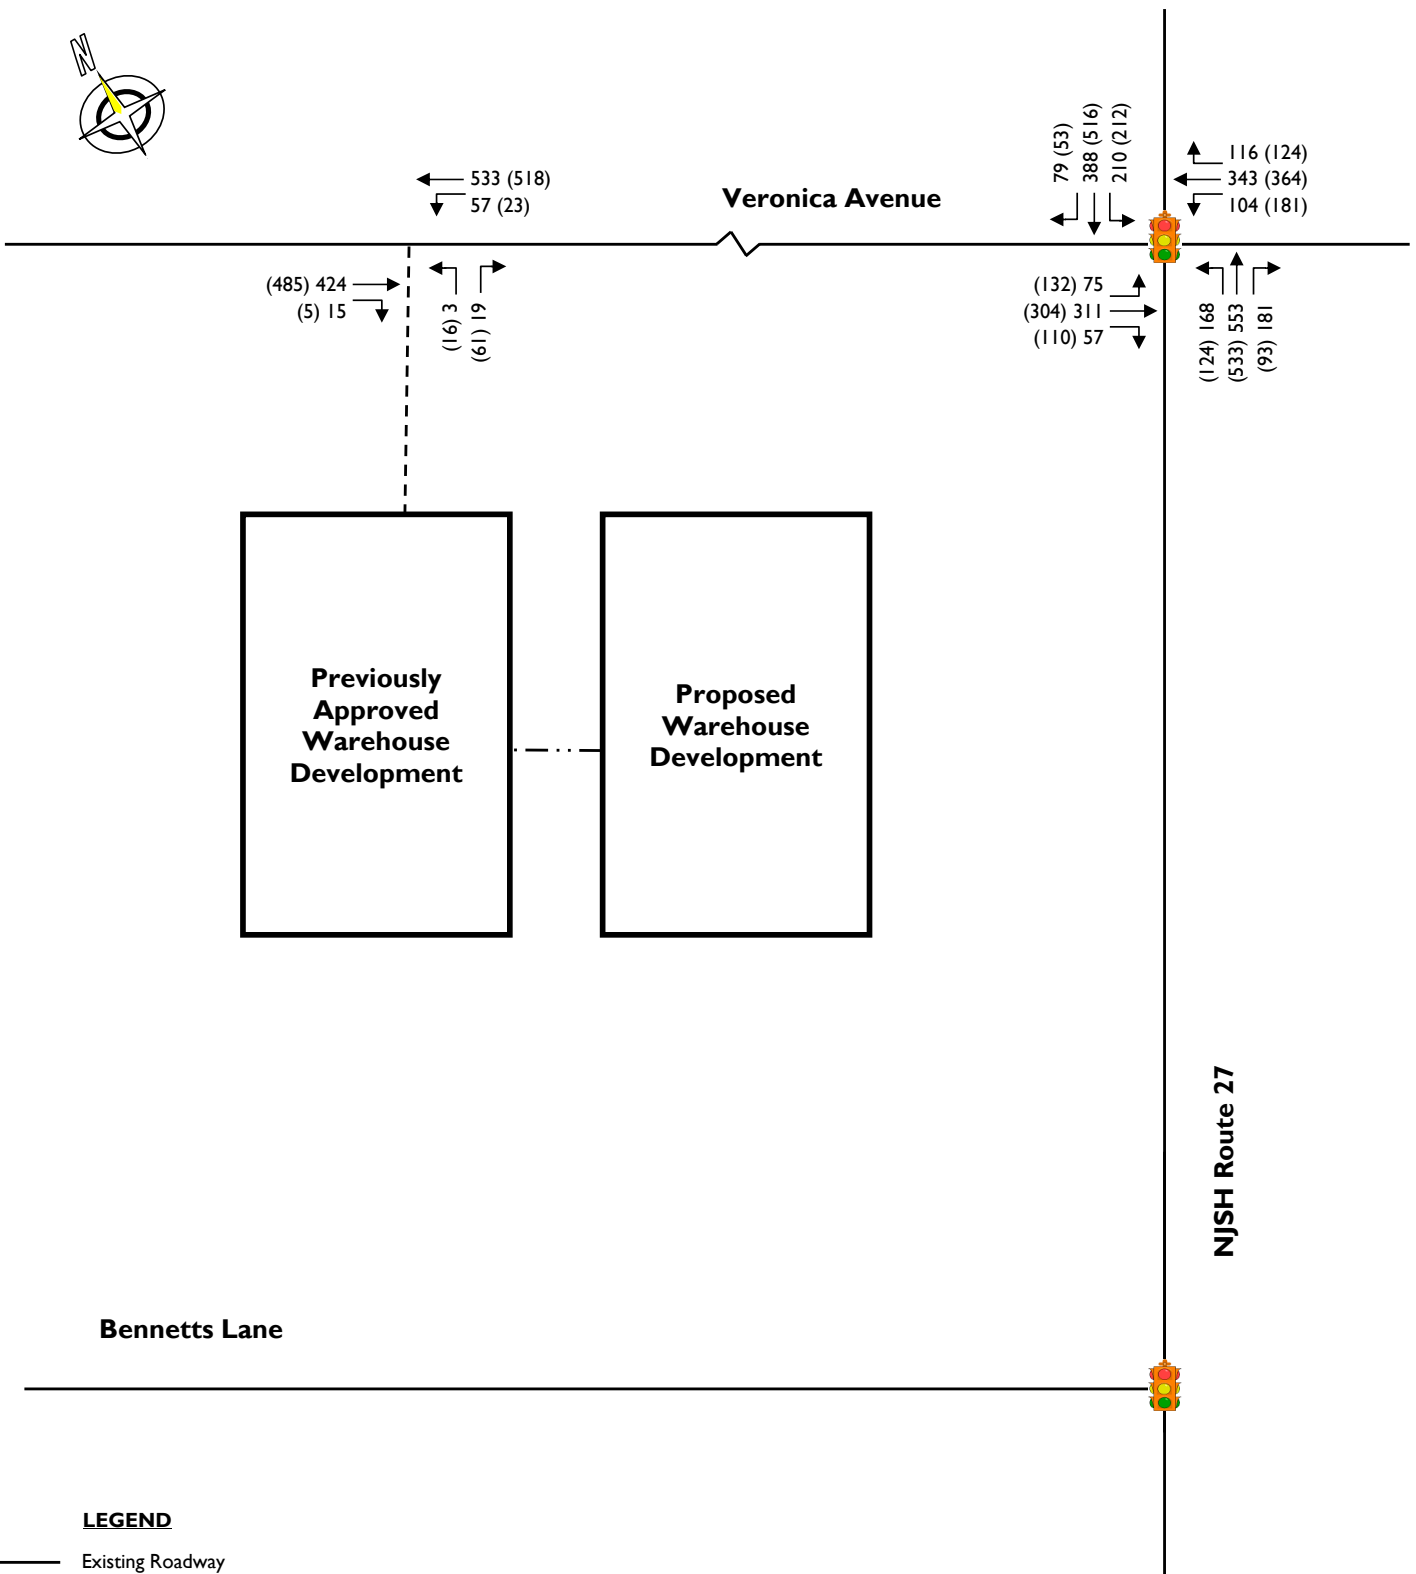 N
79 (53)
388 (516)
210 (212)
116 (124)
343 (364)
104 (181)
533 (518)
57 (23)
Veronica Avenue
(485) 424
(5) 15
(16) 3
(61) 19
(132) 75
(304) 311
(110) 57
(124) 168
(533) 553
(93) 181
Previously
Approved
Warehouse
Development
Proposed
Warehouse
Development
NJSH Route 27
Bennetts Lane
LEGEND
Existing Roadway